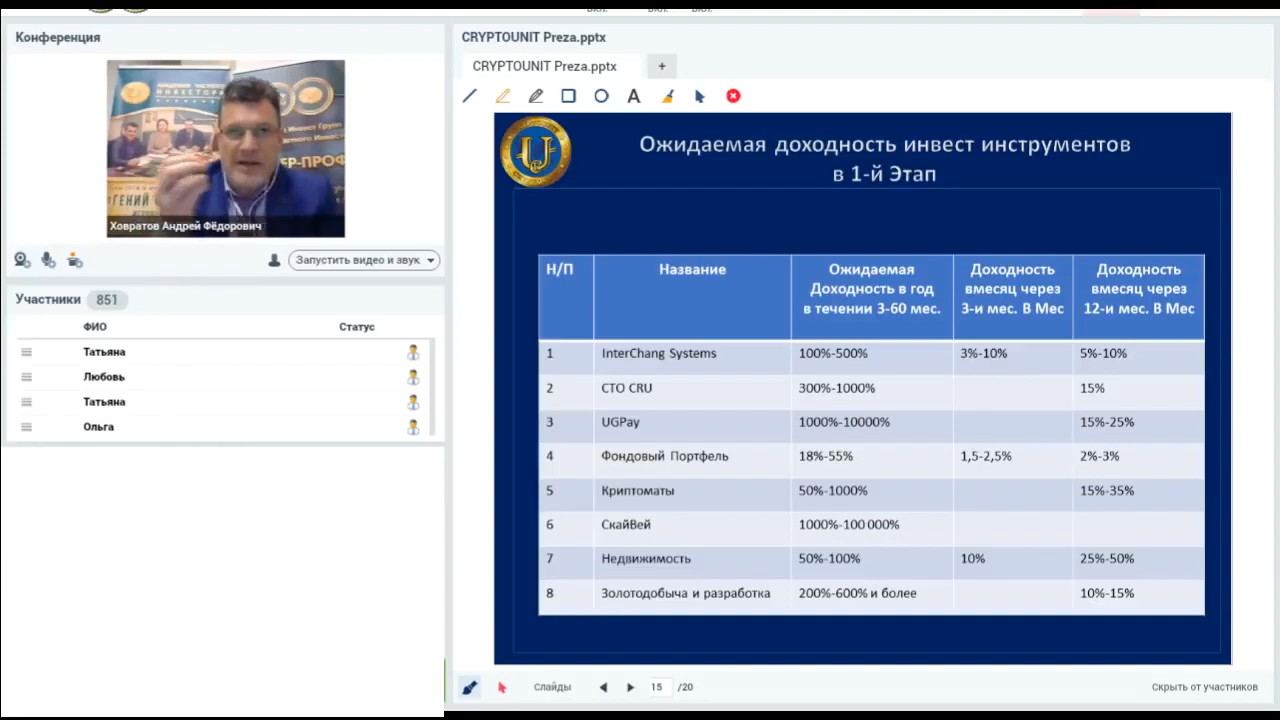 Конференция
АКАДЕМИЯ ЧАСТНОГО
ИНВЕСТОРА
Ховратов Андрей Фёдорович
Запустить видео и звук
Участники 851
ФИО Статус
Татьяна
Любовь
Татьяна
Ольга
CRYPTOUNIT Preza.pptx
CRYPTOUNIT Preza.pptx +
A
Ожидаемая доходность инвест инструментов
в 1-й Этап
Н/П Название Ожидаемая Доходность Доходность
Доходность в год вмесяц через вмесяц через
в течении 3-60 мес. 3-и мес. В Мес 12-и мес. В Мес
1 InterChang Systems 100%-500% 3%-10% 5%-10%
2 СТО CRU 300%-1000% 15%
3 UGPay 1000%-10000% 15%-25%
4 Фондовый Портфель 18%-55% 1,5-2,5% 2%-3%
5 Криптоматы 50%-1000% 15%-35%
6 СкайВей 1000%-100 000%
7 Недвижимость 50%-100% 10% 25%-50%
8 Золотодобыча и разработка 200%-600% и более 10%-15%
Слайды 15 /20 Скрыть от участников